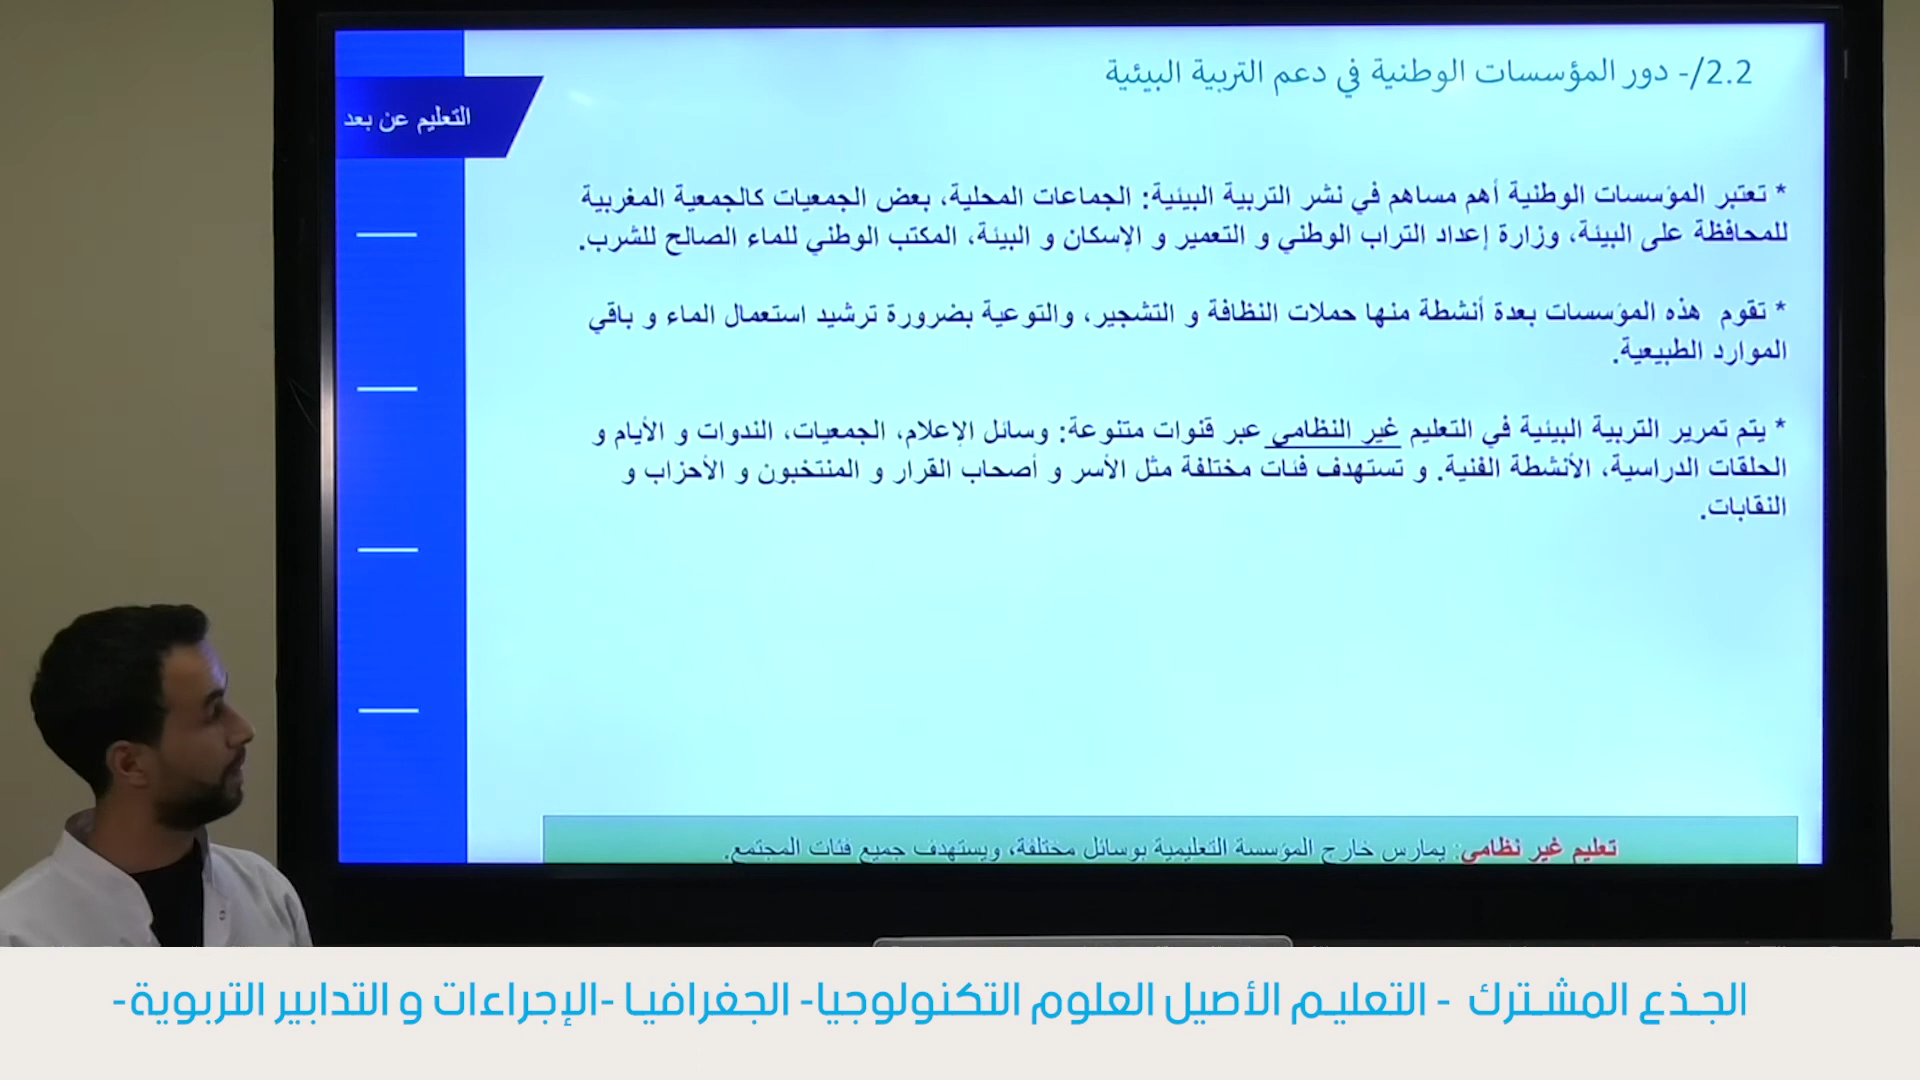 2.2/- دور المؤسسات الوطنية في دعم التربية البيئية
التعليم عن بعد
* تعتبر المؤسسات الوطنية أهم مساهم في نشر التربية البيئية: الجماعات المحلية، بعض الجمعيات كالجمعية المغربية
للمحافظة على البيئة، وزارة إعداد التراب الوطني و التعمير و الإسكان و البيئة، المكتب الوطني للماء الصالح للشرب.
* تقوم هذه المؤسسات بعدة أنشطة منها حملات النظافة و التشجير، والتوعية بضرورة ترشيد استعمال الماء و باقي
الموارد الطبيعية.
* يتم تمرير التربية البيئية في التعليم غير النظامي عبر قنوات متنوعة: وسائل الإعلام، الجمعيات، الندوات و الأيام و
الحلقات الدراسية، الأنشطة الفنية. و تستهدف فئات مختلفة مثل الأسر و أصحاب القرار و المنتخبون و الأحزاب و
النقابات.
تعليم غير نظامي: يمارس خارج المؤسسة التعليمية بوسائل مختلفة، ويستهدف جميع فئات المجتمع.
الجذع المشترك - التعليم الأصيل العلوم التكنولوجيا- الجغرافيا -الإجراءات و التدابير التربوية-